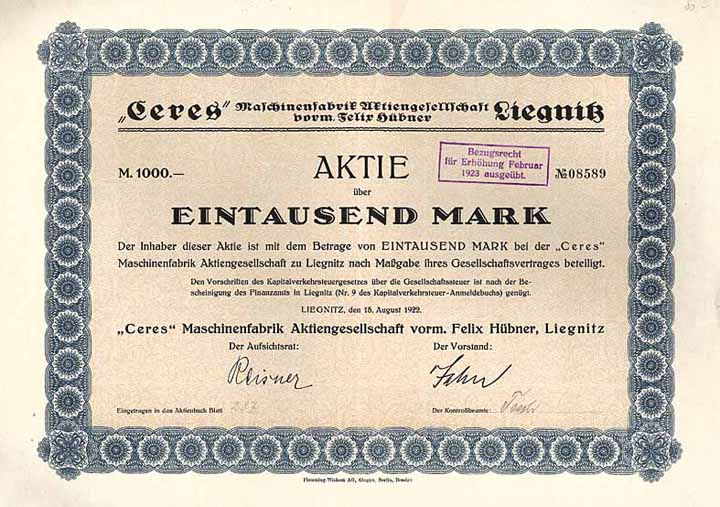 „Ceres“ Maschinenfabrik Aktiengesellschaft vorm. Felix Hübner Liegnitz
M. 1000.—
AKTIE
Bezugsrecht
für Erhöhung Februar
1923 ausgeübt.
№08589
über
EINTAUSEND MARK
Der Inhaber dieser Aktie ist mit dem Betrage von EINTAUSEND MARK bei der „Ceres“
Maschinenfabrik Aktiengesellschaft zu Liegnitz nach Maßgabe ihres Gesellschaftsvertrages beteiligt.
Den Vorschriften des Kapitalverkehrsteuergesetzes über die Gesellschaftssteuer ist nach der Be-
scheinigung des Finanzamts in Liegnitz (Nr. 9 des Kapitalverkehrsteuer-Anmeldebuchs) genügt.
LIEGNITZ, den 15. August 1922.
„Ceres“ Maschinenfabrik Aktiengesellschaft vorm. Felix Hübner, Liegnitz
Der Aufsichtsrat: Der Vorstand:
Reisner
Eingetragen in das Aktienbuch Blatt Der Kontrollbeamte:
Glogau, Berlin,